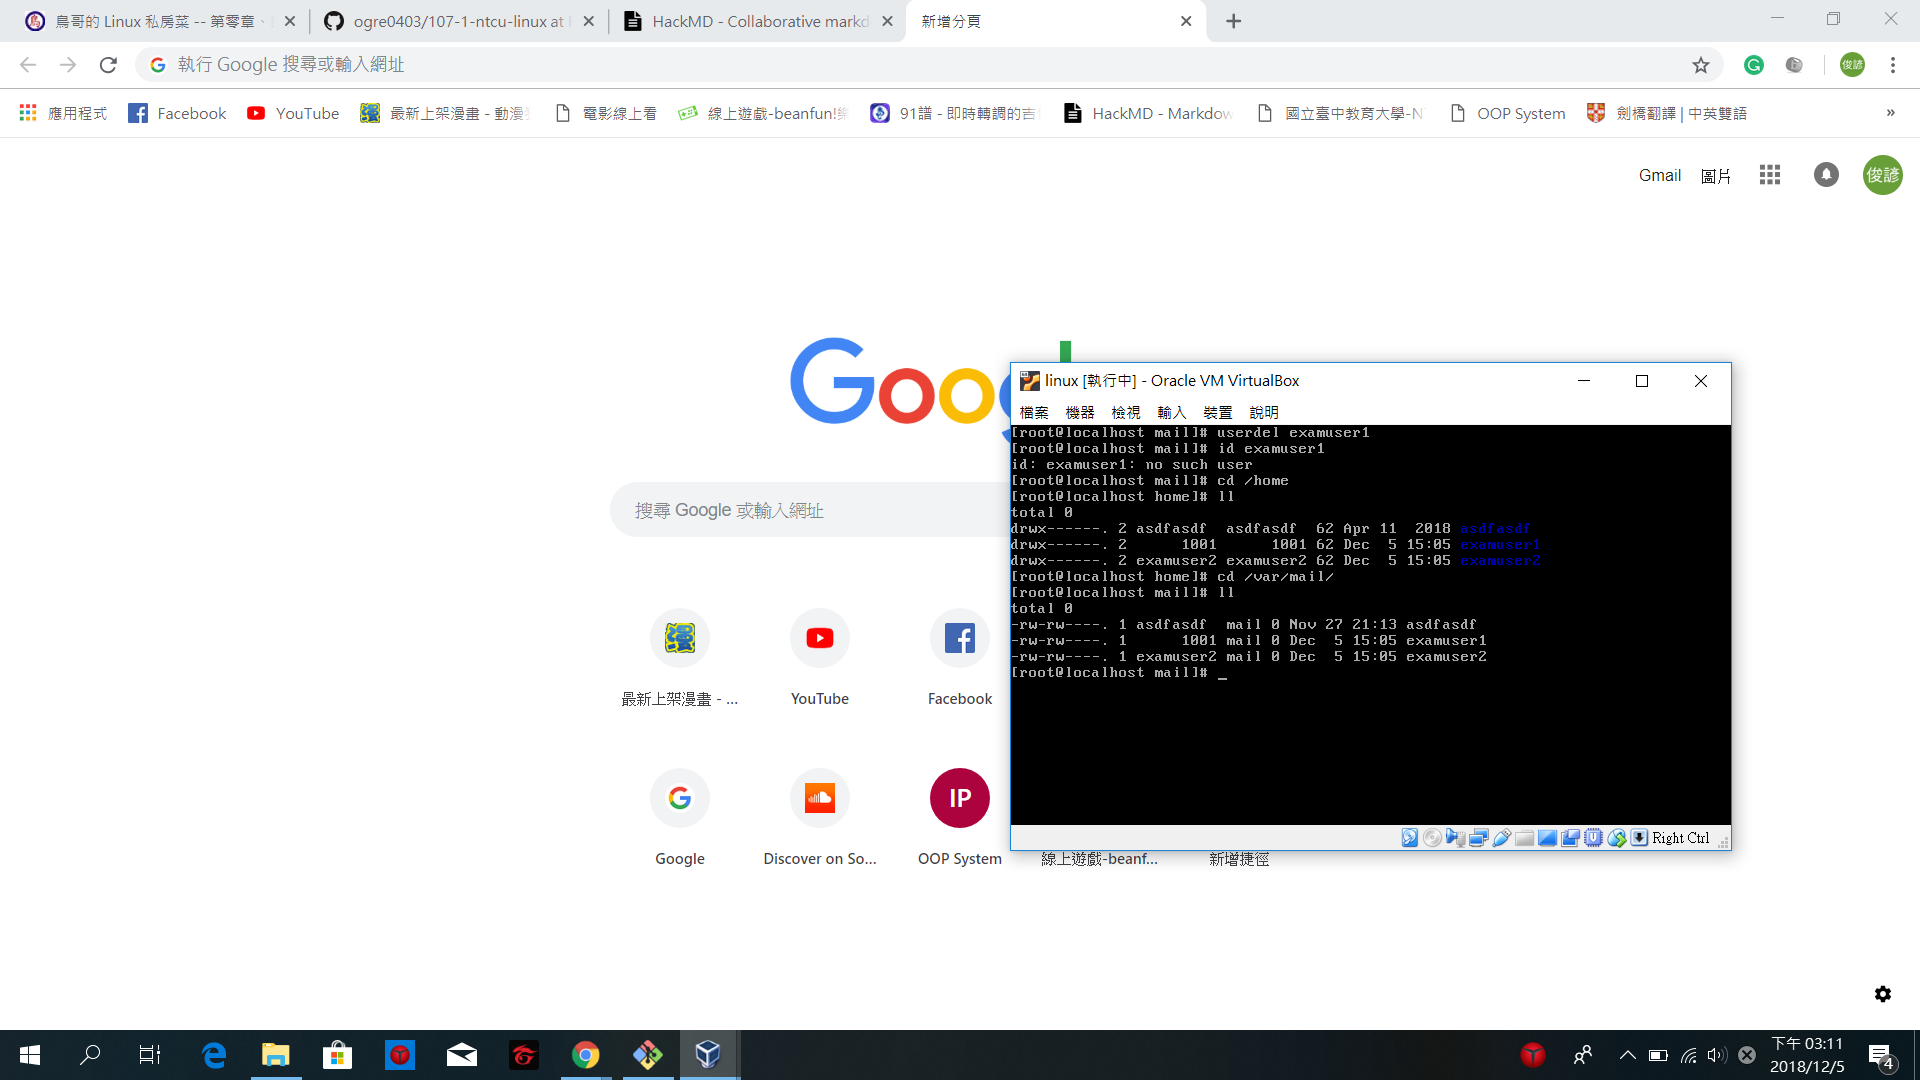 鳥哥的 Linux 私房菜 -- 第零章、
ogre0403/107-1-ntcu-linux at
HackMD - Collaborative markd
新增分頁
執行 Google 搜尋或輸入網址
俊諺
應用程式
Facebook
YouTube
最新上架漫畫 - 動漫
電影線上看
線上遊戲-beanfun!
91譜 - 即時轉調的吉
HackMD - Markdow
國立臺中教育大學-N
OOP System
劍橋翻譯 | 中英雙語
»
Gmail
圖片
俊諺
Goo
搜尋 Google 或輸入網址
最新上架漫畫 - ...
YouTube
Facebook
Google
Discover on So...
IP
OOP System
線上遊戲-beanf...
新增捷徑
linux [執行中] - Oracle VM VirtualBox
檔案 機器 檢視 輸入 裝置 說明
[root@localhost mail]# userdel examuser1
[root@localhost mail]# id examuser1
id: examuser1: no such user
[root@localhost mail]# cd /home
[root@localhost home]# ll
total 0
drwx------. 2 asdfasdf  asdfasdf  62 Apr 11  2018 asdfasdf
drwx------. 2      1001      1001 62 Dec  5 15:05 examuser1
drwx------. 2 examuser2 examuser2 62 Dec  5 15:05 examuser2
[root@localhost home]# cd /var/mail/
[root@localhost mail]# ll
total 0
-rw-rw----. 1 asdfasdf  mail 0 Nov 27 21:13 asdfasdf
-rw-rw----. 1      1001 mail 0 Dec  5 15:05 examuser1
-rw-rw----. 1 examuser2 mail 0 Dec  5 15:05 examuser2
[root@localhost mail]# _
Right Ctrl
下午 03:11
2018/12/5
4